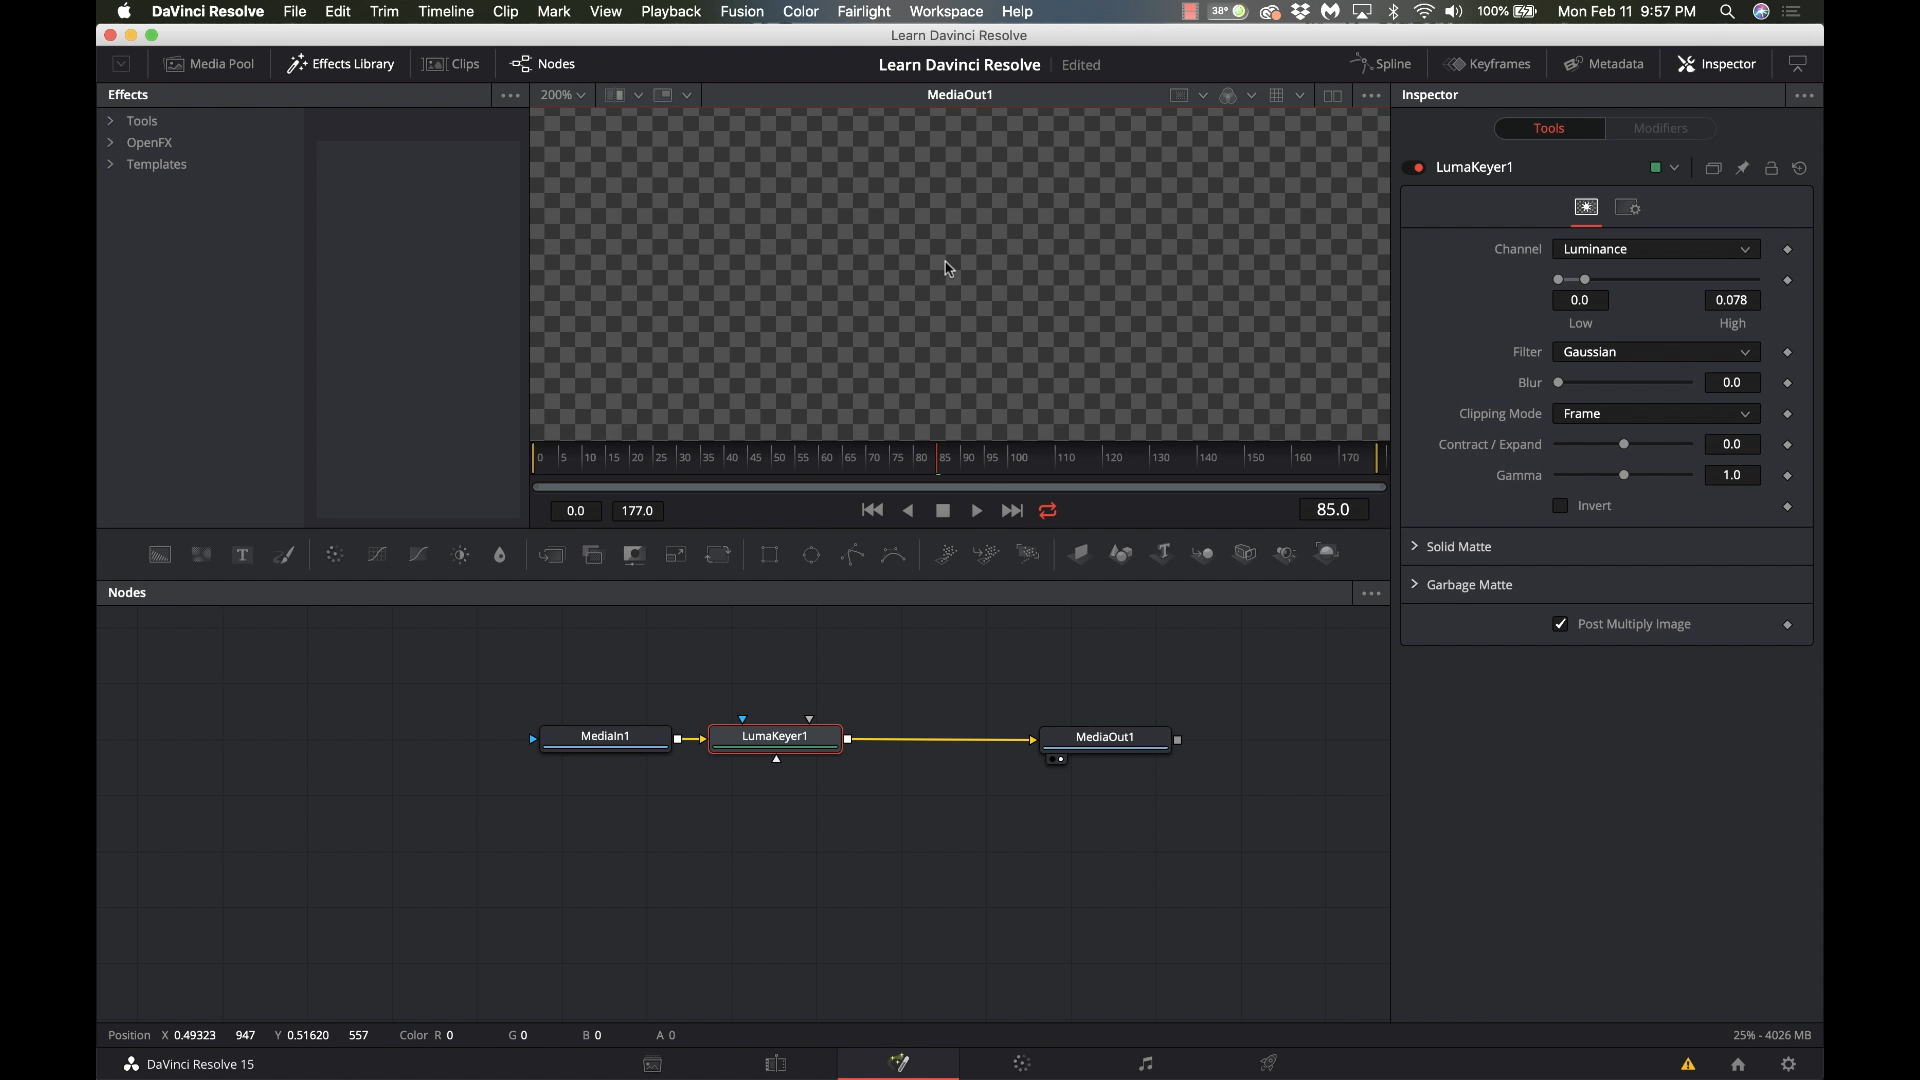 DaVinci Resolve File Edit Trim Timeline Clip Mark View Playback Fusion Color Fairlight Workspace Help 38° 100% Mon Feb 11 9:57 PM
Learn Davinci Resolve
Media Pool Effects Library Clips Nodes Learn Davinci Resolve Edited Spline Keyframes Metadata Inspector
Effects 200% MediaOut1 Inspector
Tools
OpenFX
Templates
Tools Modifiers
LumaKeyer1
Channel Luminance
0.0 0.078
Low High
Filter Gaussian
Blur 0.0
Clipping Mode Frame
Contract / Expand 0.0
Gamma 1.0
Invert
0 5 10 15 20 25 30 35 40 45 50 55 60 65 70 75 80 85 90 95 100 110 120 130 140 150 160 170
0.0 177.0 85.0
Solid Matte
Garbage Matte
Post Multiply Image
T T
Nodes
MediaIn1 LumaKeyer1 MediaOut1
Position X 0.49323 947 Y 0.51620 557 Color R 0 G 0 B 0 A 0 25% - 4026 MB
DaVinci Resolve 15